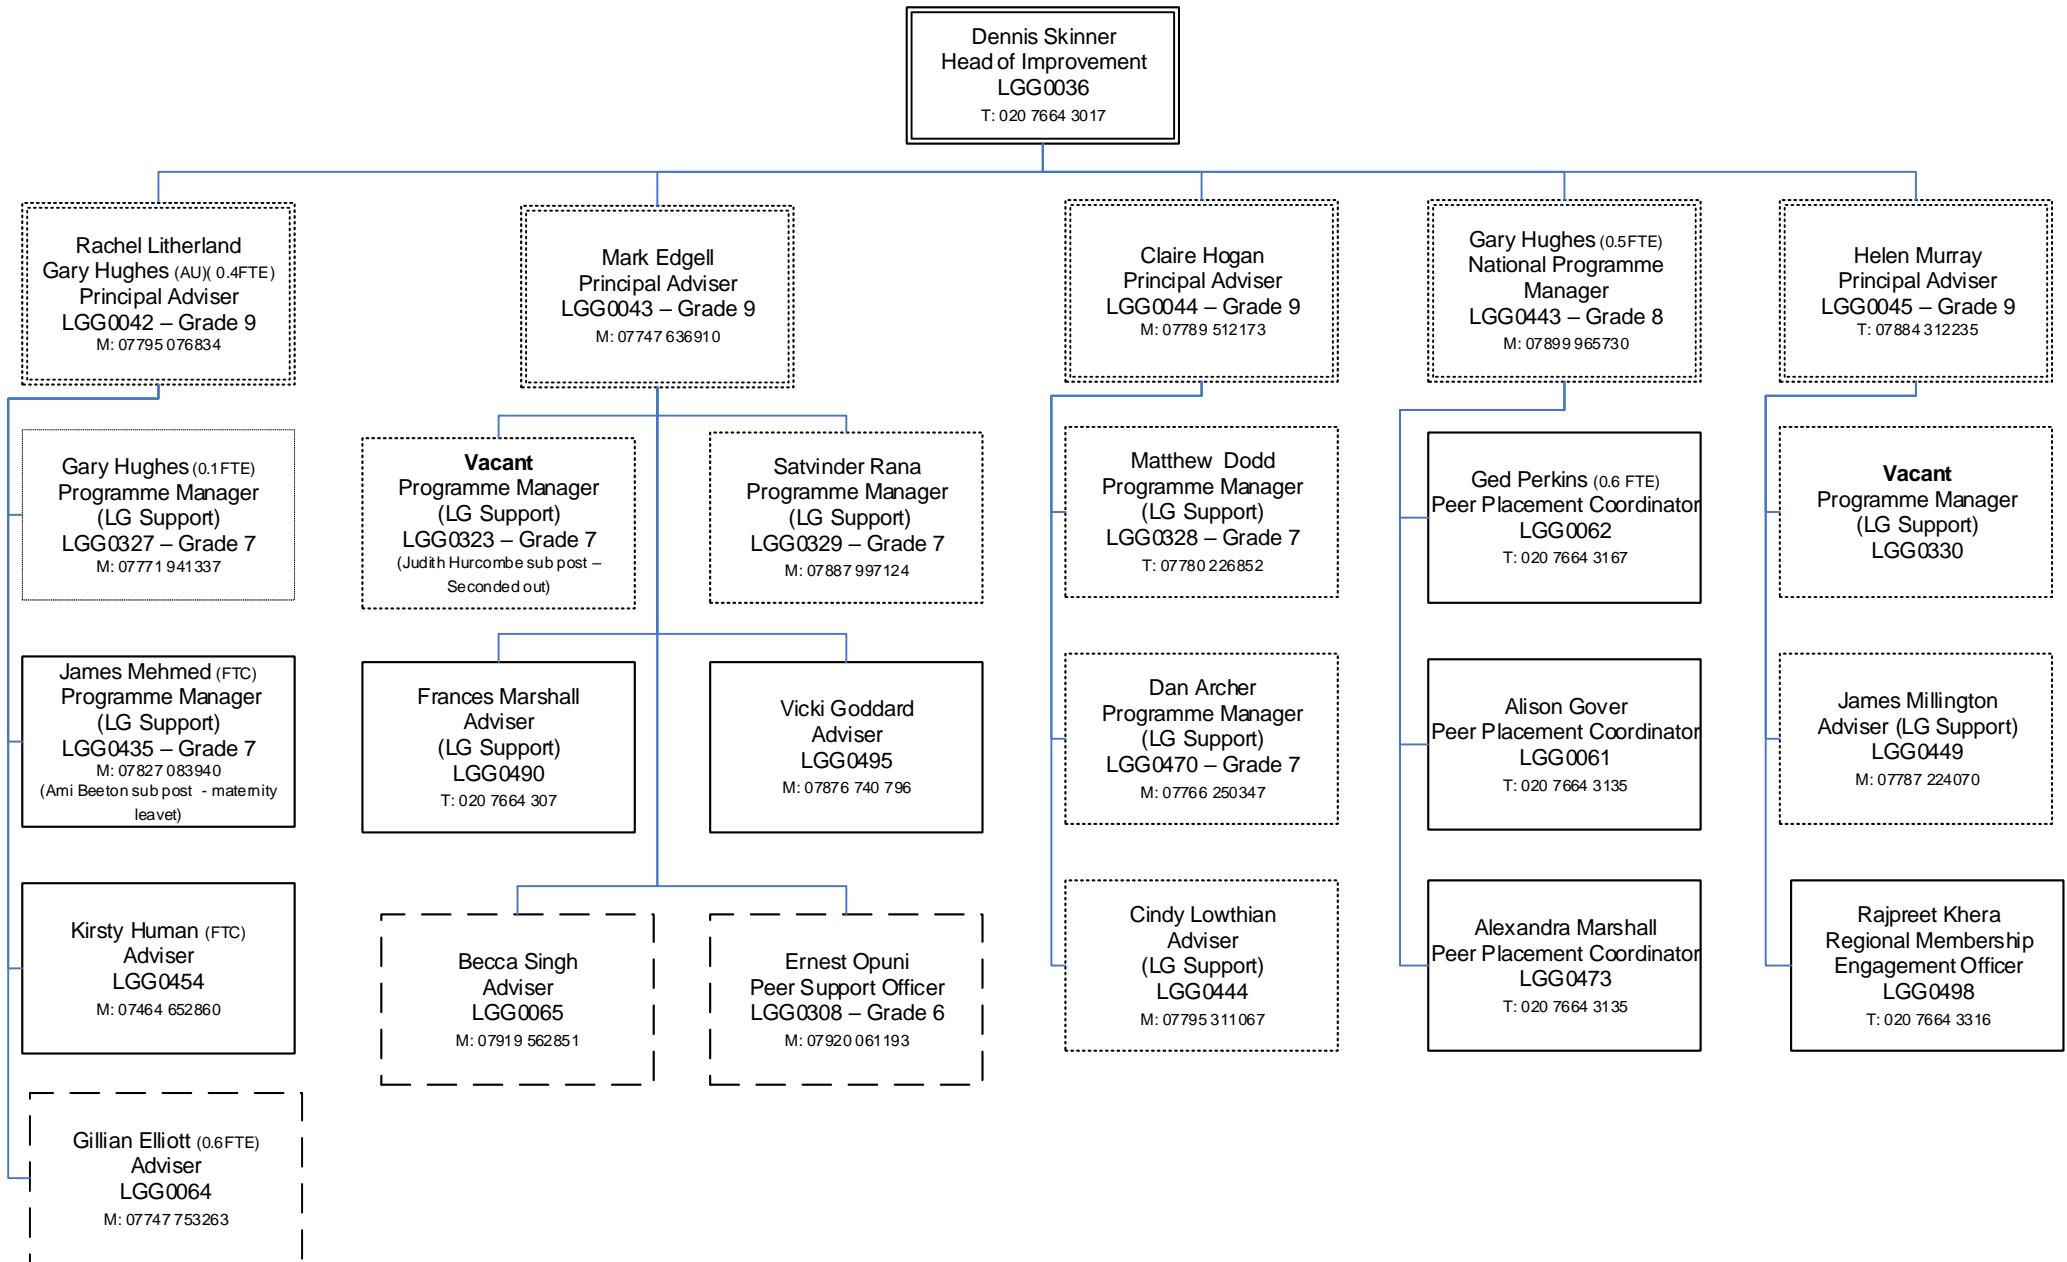 Dennis Skinner
Head of Improvement
LGG0036
T: 020 7664 3017
Rachel Litherland
Gary Hughes (AU)( 0.4FTE)
Principal Adviser
LGG0042 – Grade 9
M: 07795 076834
Mark Edgell
Principal Adviser
LGG0043 – Grade 9
M: 07747 636910
Claire Hogan
Principal Adviser
LGG0044 – Grade 9
M: 07789 512173
Gary Hughes (0.5FTE)
National Programme
Manager
LGG0443 – Grade 8
M: 07899 965730
Helen Murray
Principal Adviser
LGG0045 – Grade 9
T: 07884 312235
Gary Hughes (0.1FTE)
Programme Manager
(LG Support)
LGG0327 – Grade 7
M: 07771 941337
Vacant
Programme Manager
(LG Support)
LGG0323 – Grade 7
(Judith Hurcombe sub post –
Seconded out)
Satvinder Rana
Programme Manager
(LG Support)
LGG0329 – Grade 7
M: 07887 997124
Matthew Dodd
Programme Manager
(LG Support)
LGG0328 – Grade 7
T: 07780 226852
Ged Perkins (0.6 FTE)
Peer Placement Coordinator
LGG0062
T: 020 7664 3167
Vacant
Programme Manager
(LG Support)
LGG0330
James Mehmed (FTC)
Programme Manager
(LG Support)
LGG0435 – Grade 7
M: 07827 083940
(Ami Beeton sub post - maternity
leavet)
Frances Marshall
Adviser
(LG Support)
LGG0490
T: 020 7664 307
Vicki Goddard
Adviser
LGG0495
M: 07876 740 796
Dan Archer
Programme Manager
(LG Support)
LGG0470 – Grade 7
M: 07766 250347
Alison Gover
Peer Placement Coordinator
LGG0061
T: 020 7664 3135
James Millington
Adviser (LG Support)
LGG0449
M: 07787 224070
Kirsty Human (FTC)
Adviser
LGG0454
M: 07464 652860
Becca Singh
Adviser
LGG0065
M: 07919 562851
Ernest Opuni
Peer Support Officer
LGG0308 – Grade 6
M: 07920 061193
Cindy Lowthian
Adviser
(LG Support)
LGG0444
M: 07795 311067
Alexandra Marshall
Peer Placement Coordinator
LGG0473
T: 020 7664 3135
Rajpreet Khera
Regional Membership
Engagement Officer
LGG0498
T: 020 7664 3316
Gillian Elliott (0.6FTE)
Adviser
LGG0064
M: 07747 753263